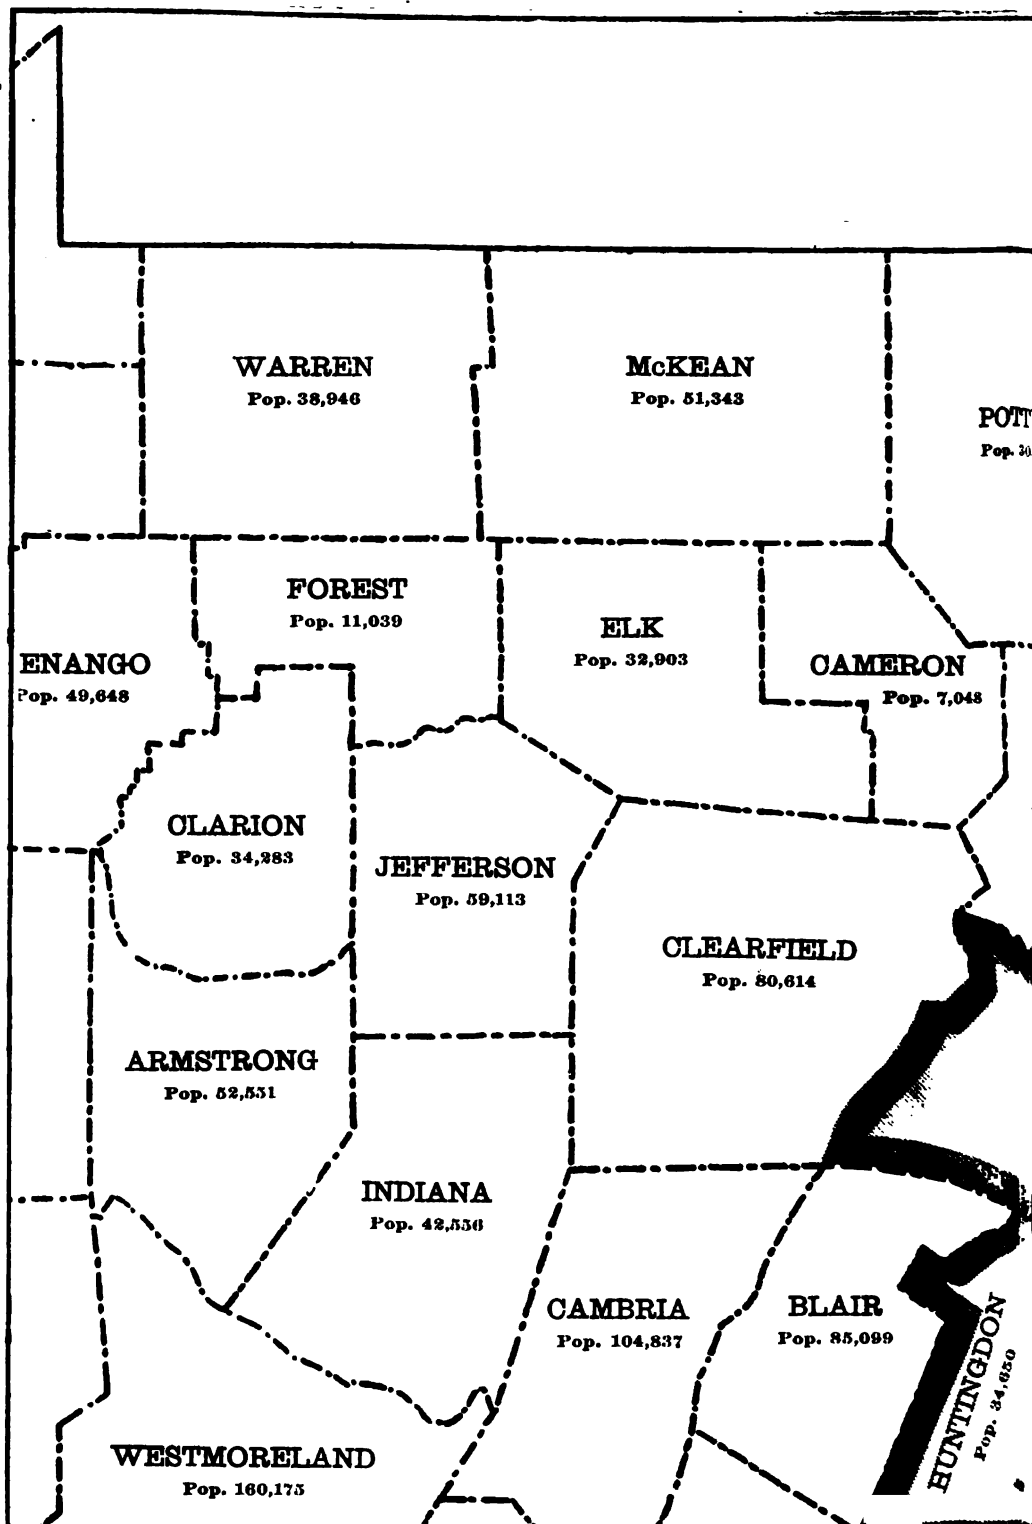 WARREN
Pop. 38,946
McKEAN
Pop. 51,343
POTT
Pop. 30
FOREST
Pop. 11,039
ELK
Pop. 32,903
ENANGO
Pop. 49,648
CAMERON
Pop. 7,048
CLARION
Pop. 34,283
JEFFERSON
Pop. 59,113
CLEARFIELD
Pop. 80,614
ARMSTRONG
Pop. 52,551
INDIANA
Pop. 42,556
CAMBRIA
Pop. 104,837
BLAIR
Pop. 85,099
HUNTINGDON
Pop. 34,650
WESTMORELAND
Pop. 160,175